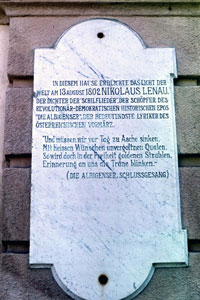 IN DIESEM HAUSE ERBLICKTE DAS LICHT DER
WELT AM 13. AUGUST 1802 NIKOLAUS LENAU,
DER DICHTER DER "SCHILFLIEDER", DER SCHÖPFER DES
REVOLUTIONÄR-DEMOKRATISCHEN HISTORISCHEN EPOS
"DIE ALBIGENSER", DER BEDEUTENDSTE LYRIKER DES
ÖSTERREICHISCHEN VORMÄRZ.
"Und müssen wir vor Tag zu Asche sinken,
Mit heissen Wünschen, unvergoltnen Qualen,
So wird doch in der Freiheit goldenen Strahlen
Erinnerung an uns als Träne blinken."
(DIE ALBIGENSER, SCHLUSSGESANG)